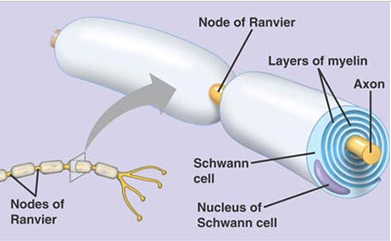 Node of Ranvier
Layers of myelin
Axon
Schwann
cell
Nucleus of
Schwann cell
Nodes of
Ranvier